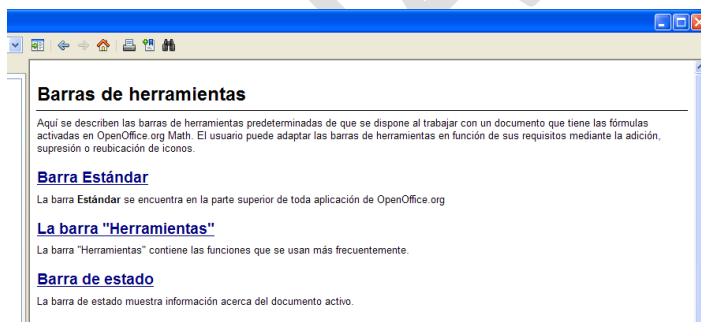 Barras de herramientas
Aquí se describen las barras de herramientas predeterminadas de que se dispone al trabajar con un documento que tiene las fórmulas
activadas en OpenOffice.org Math. El usuario puede adaptar las barras de herramientas en función de sus requisitos mediante la adición,
supresión o reubicación de iconos.
Barra Estándar
La barra Estándar se encuentra en la parte superior de toda aplicación de OpenOffice.org
La barra "Herramientas"
La barra "Herramientas" contiene las funciones que se usan más frecuentemente.
Barra de estado
La barra de estado muestra información acerca del documento activo.